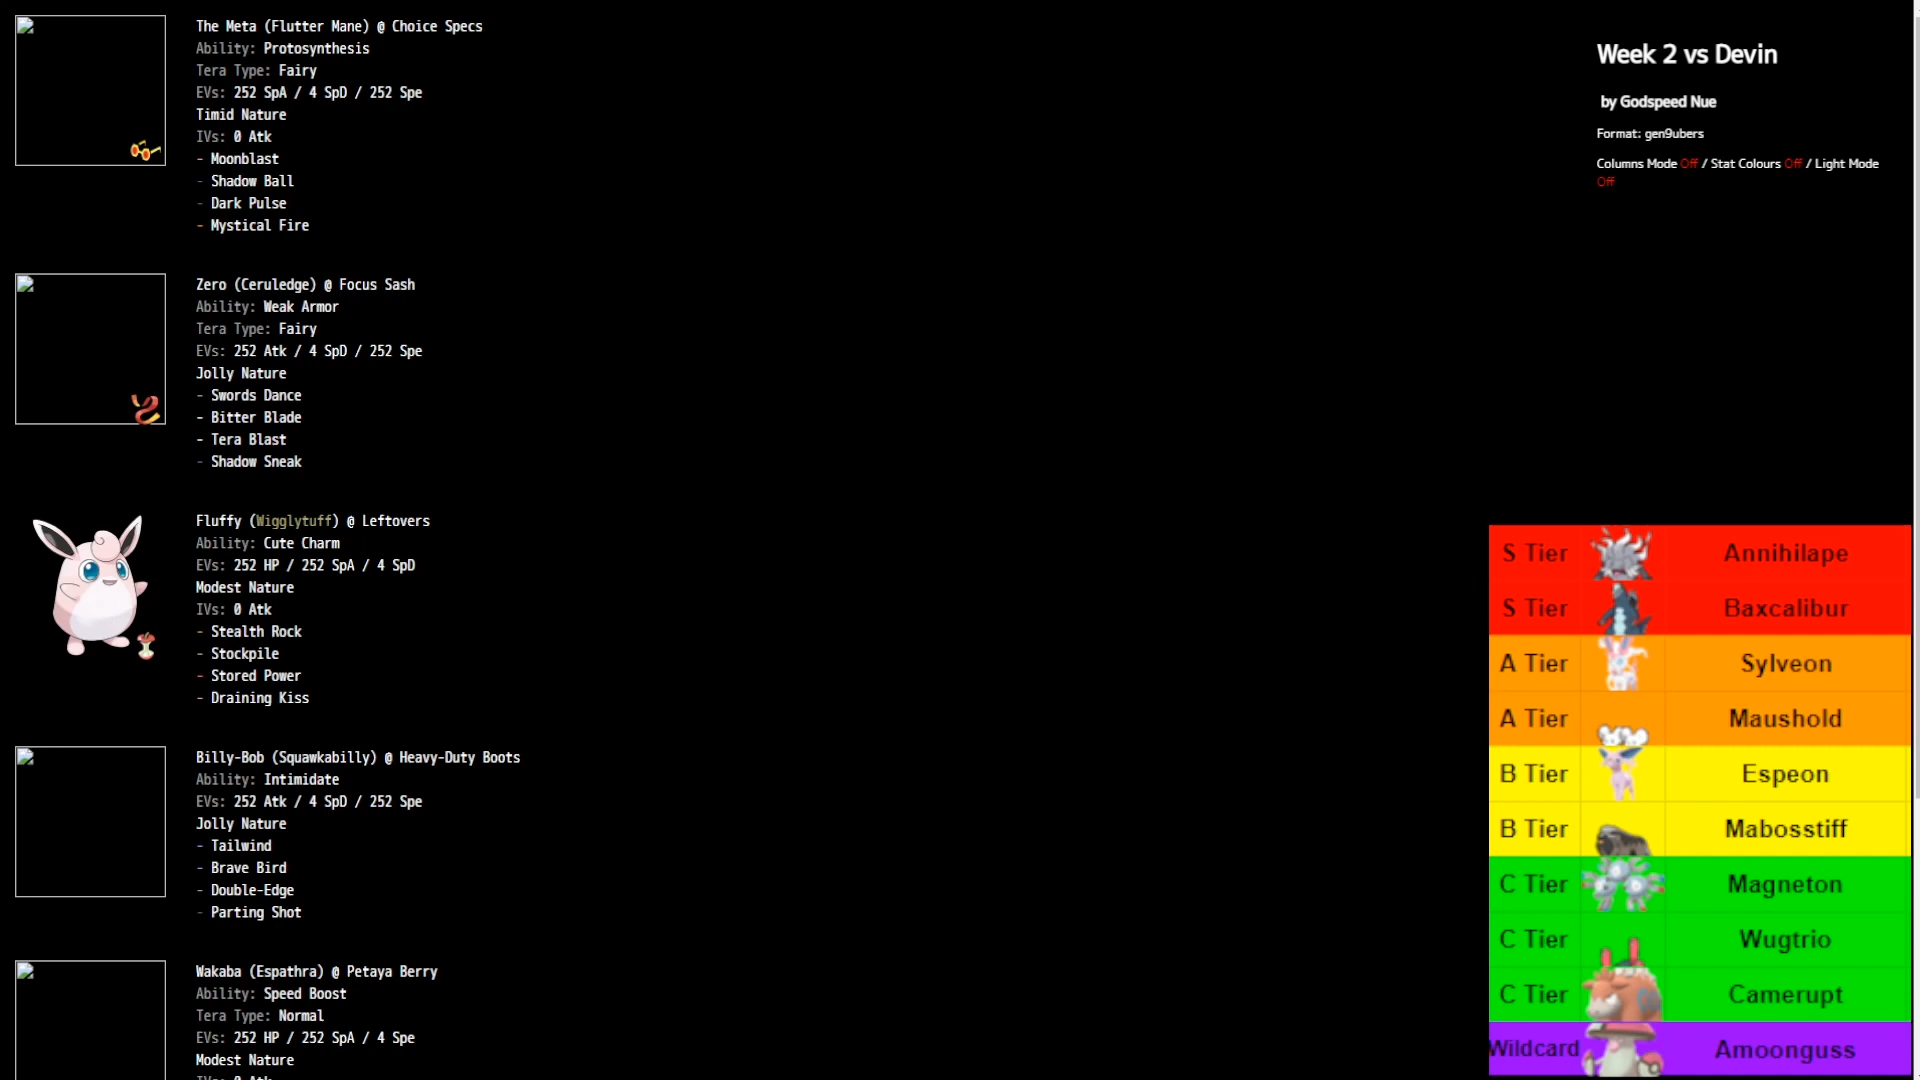 The Meta (Flutter Mane) @ Choice Specs
Ability: Protosynthesis
Tera Type: Fairy
EVs: 252 SpA / 4 SpD / 252 Spe
Timid Nature
IVs: 0 Atk
- Moonblast
- Shadow Ball
- Dark Pulse
- Mystical Fire
Zero (Ceruledge) @ Focus Sash
Ability: Weak Armor
Tera Type: Fairy
EVs: 252 Atk / 4 SpD / 252 Spe
Jolly Nature
- Swords Dance
- Bitter Blade
- Tera Blast
- Shadow Sneak
Fluffy (Wigglytuff) @ Leftovers
Ability: Cute Charm
EVs: 252 HP / 252 SpA / 4 SpD
Modest Nature
IVs: 0 Atk
- Stealth Rock
- Stockpile
- Stored Power
- Draining Kiss
Billy-Bob (Squawkabilly) @ Heavy-Duty Boots
Ability: Intimidate
EVs: 252 Atk / 4 SpD / 252 Spe
Jolly Nature
- Tailwind
- Brave Bird
- Double-Edge
- Parting Shot
Wakaba (Espathra) @ Petaya Berry
Ability: Speed Boost
Tera Type: Normal
EVs: 252 HP / 252 SpA / 4 Spe
Modest Nature
IVs: 0 Atk
Week 2 vs Devin
by Godspeed Nue
Format: gen9ubers
Columns Mode Off / Stat Colours Off / Light Mode
Off
S Tier Annihilape
S Tier Baxcalibur
A Tier Sylveon
A Tier Maushold
B Tier Espeon
B Tier Mabosstiff
C Tier Magneton
C Tier Wugtrio
C Tier Camerupt
Wildcard Amoonguss